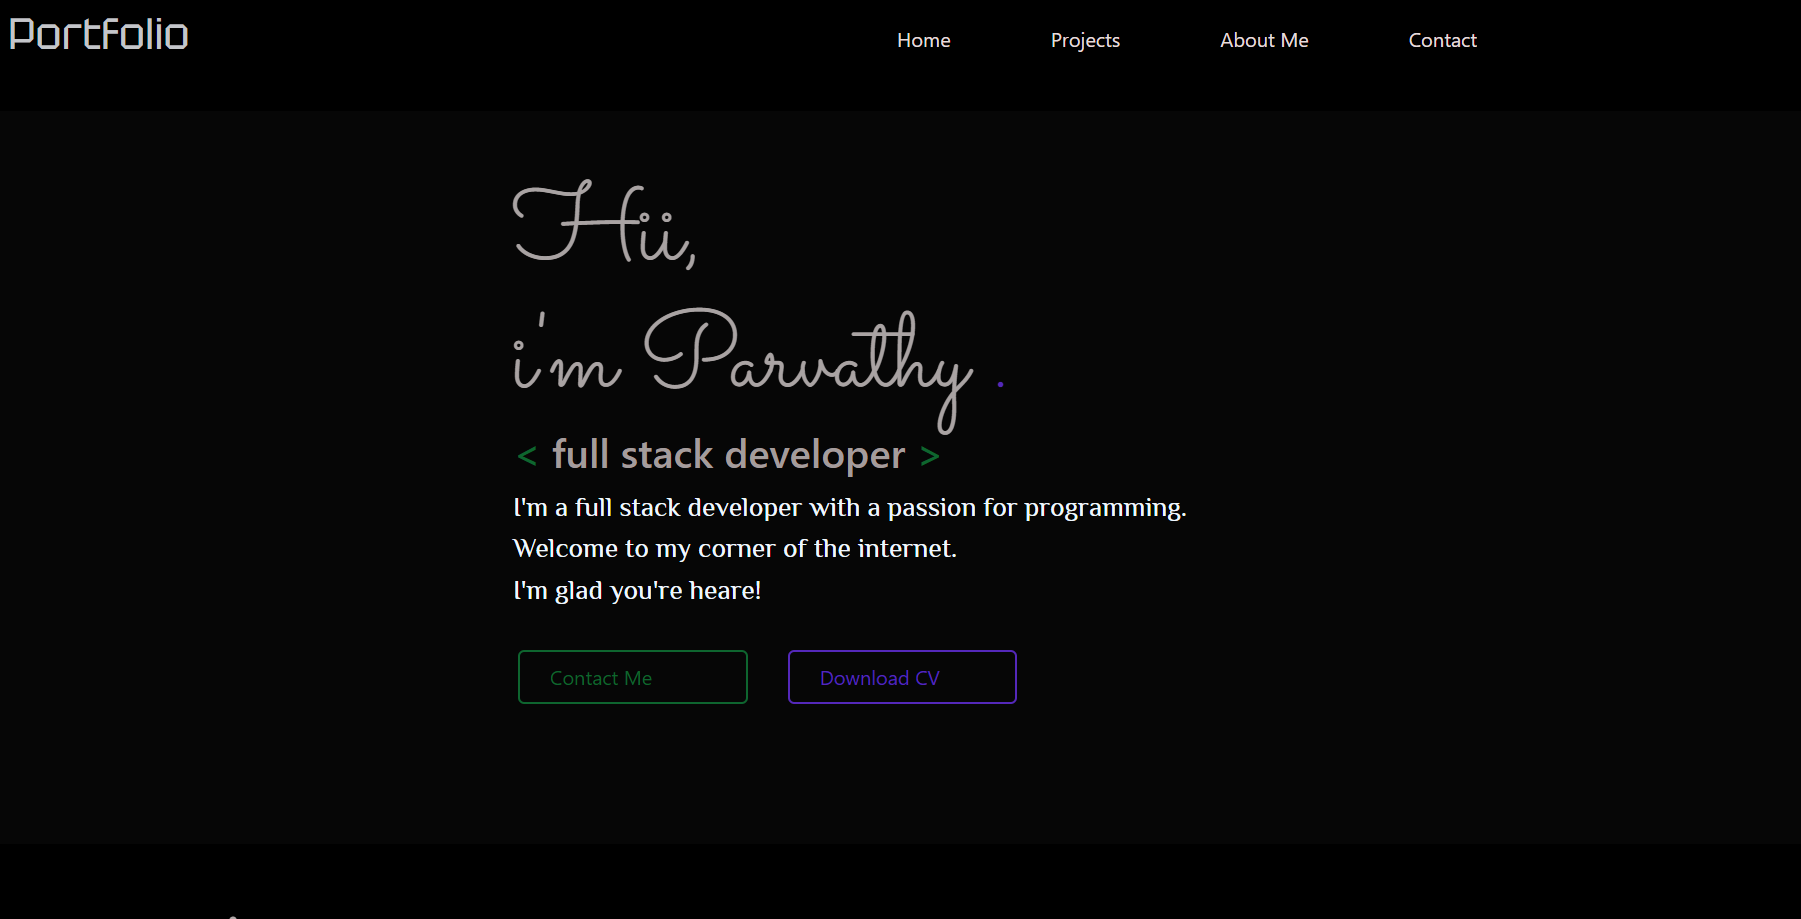 Portfolio
Home Projects About Me Contact
Hii,
i'm Parvathy .
< full stack developer >
I'm a full stack developer with a passion for programming.
Welcome to my corner of the internet.
I'm glad you're heare!
Contact Me Download CV